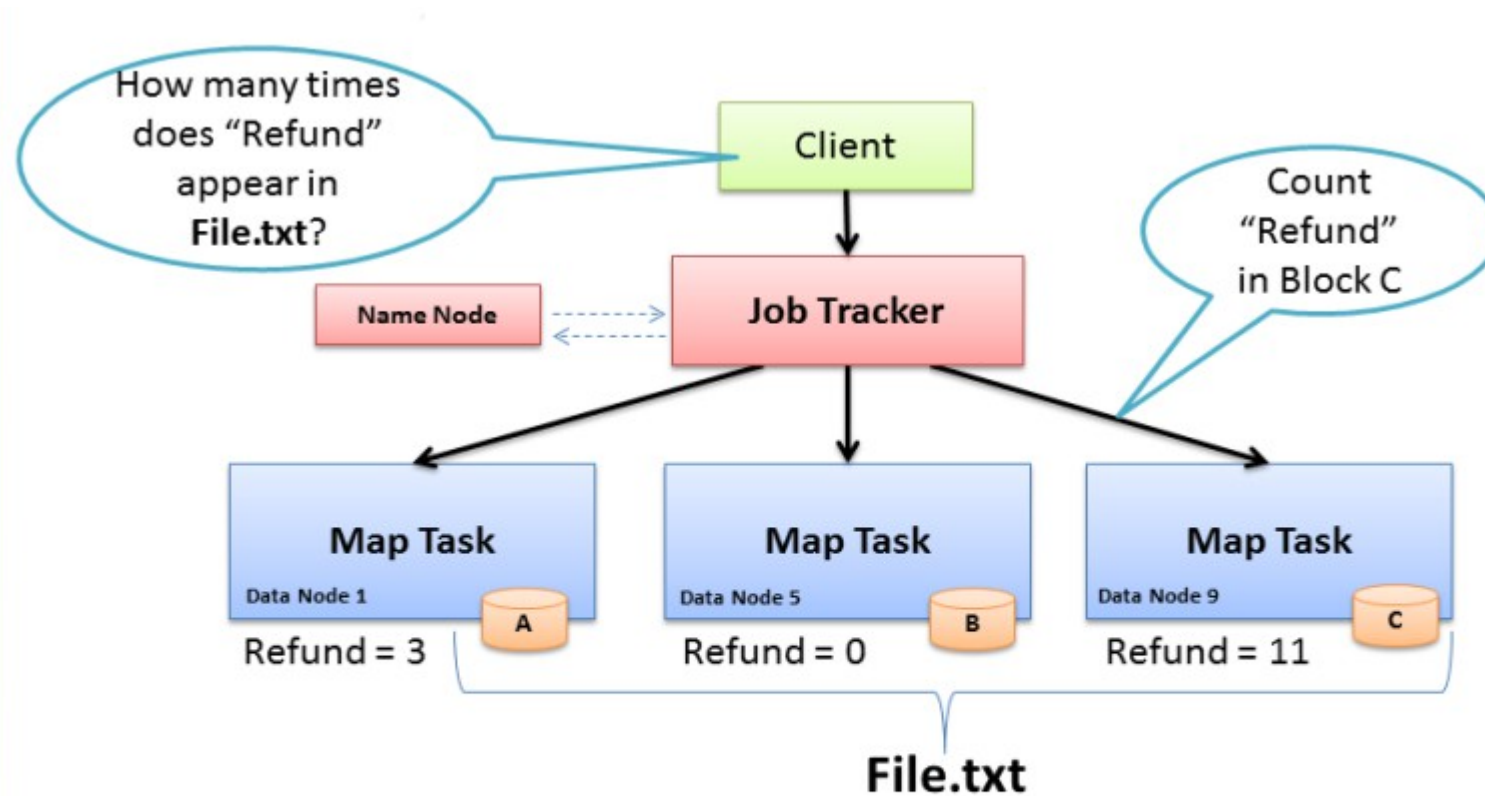 How many times
does “Refund”
appear in
File.txt?
Client
Count
“Refund”
in Block C
Name Node
Job Tracker
Map Task
Data Node 1
A
Refund = 3
Map Task
Data Node 5
B
Refund = 0
Map Task
Data Node 9
C
Refund = 11
File.txt